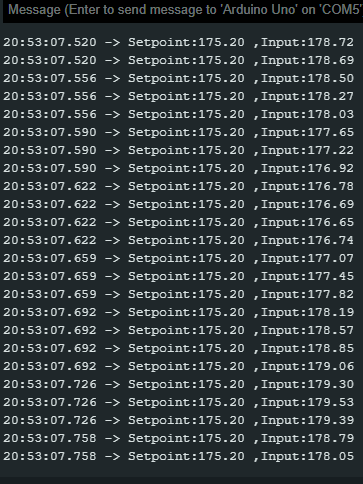 Message (Enter to send message to 'Arduino Uno' on 'COM5'
20:53:07.520 -> Setpoint:175.20 ,Input:178.72
20:53:07.520 -> Setpoint:175.20 ,Input:178.69
20:53:07.556 -> Setpoint:175.20 ,Input:178.50
20:53:07.556 -> Setpoint:175.20 ,Input:178.27
20:53:07.556 -> Setpoint:175.20 ,Input:178.03
20:53:07.590 -> Setpoint:175.20 ,Input:177.65
20:53:07.590 -> Setpoint:175.20 ,Input:177.22
20:53:07.590 -> Setpoint:175.20 ,Input:176.92
20:53:07.622 -> Setpoint:175.20 ,Input:176.78
20:53:07.622 -> Setpoint:175.20 ,Input:176.69
20:53:07.622 -> Setpoint:175.20 ,Input:176.65
20:53:07.622 -> Setpoint:175.20 ,Input:176.74
20:53:07.659 -> Setpoint:175.20 ,Input:177.07
20:53:07.659 -> Setpoint:175.20 ,Input:177.45
20:53:07.659 -> Setpoint:175.20 ,Input:177.82
20:53:07.692 -> Setpoint:175.20 ,Input:178.19
20:53:07.692 -> Setpoint:175.20 ,Input:178.57
20:53:07.692 -> Setpoint:175.20 ,Input:178.85
20:53:07.692 -> Setpoint:175.20 ,Input:179.06
20:53:07.726 -> Setpoint:175.20 ,Input:179.30
20:53:07.726 -> Setpoint:175.20 ,Input:179.53
20:53:07.726 -> Setpoint:175.20 ,Input:179.39
20:53:07.758 -> Setpoint:175.20 ,Input:178.79
20:53:07.758 -> Setpoint:175.20 ,Input:178.05